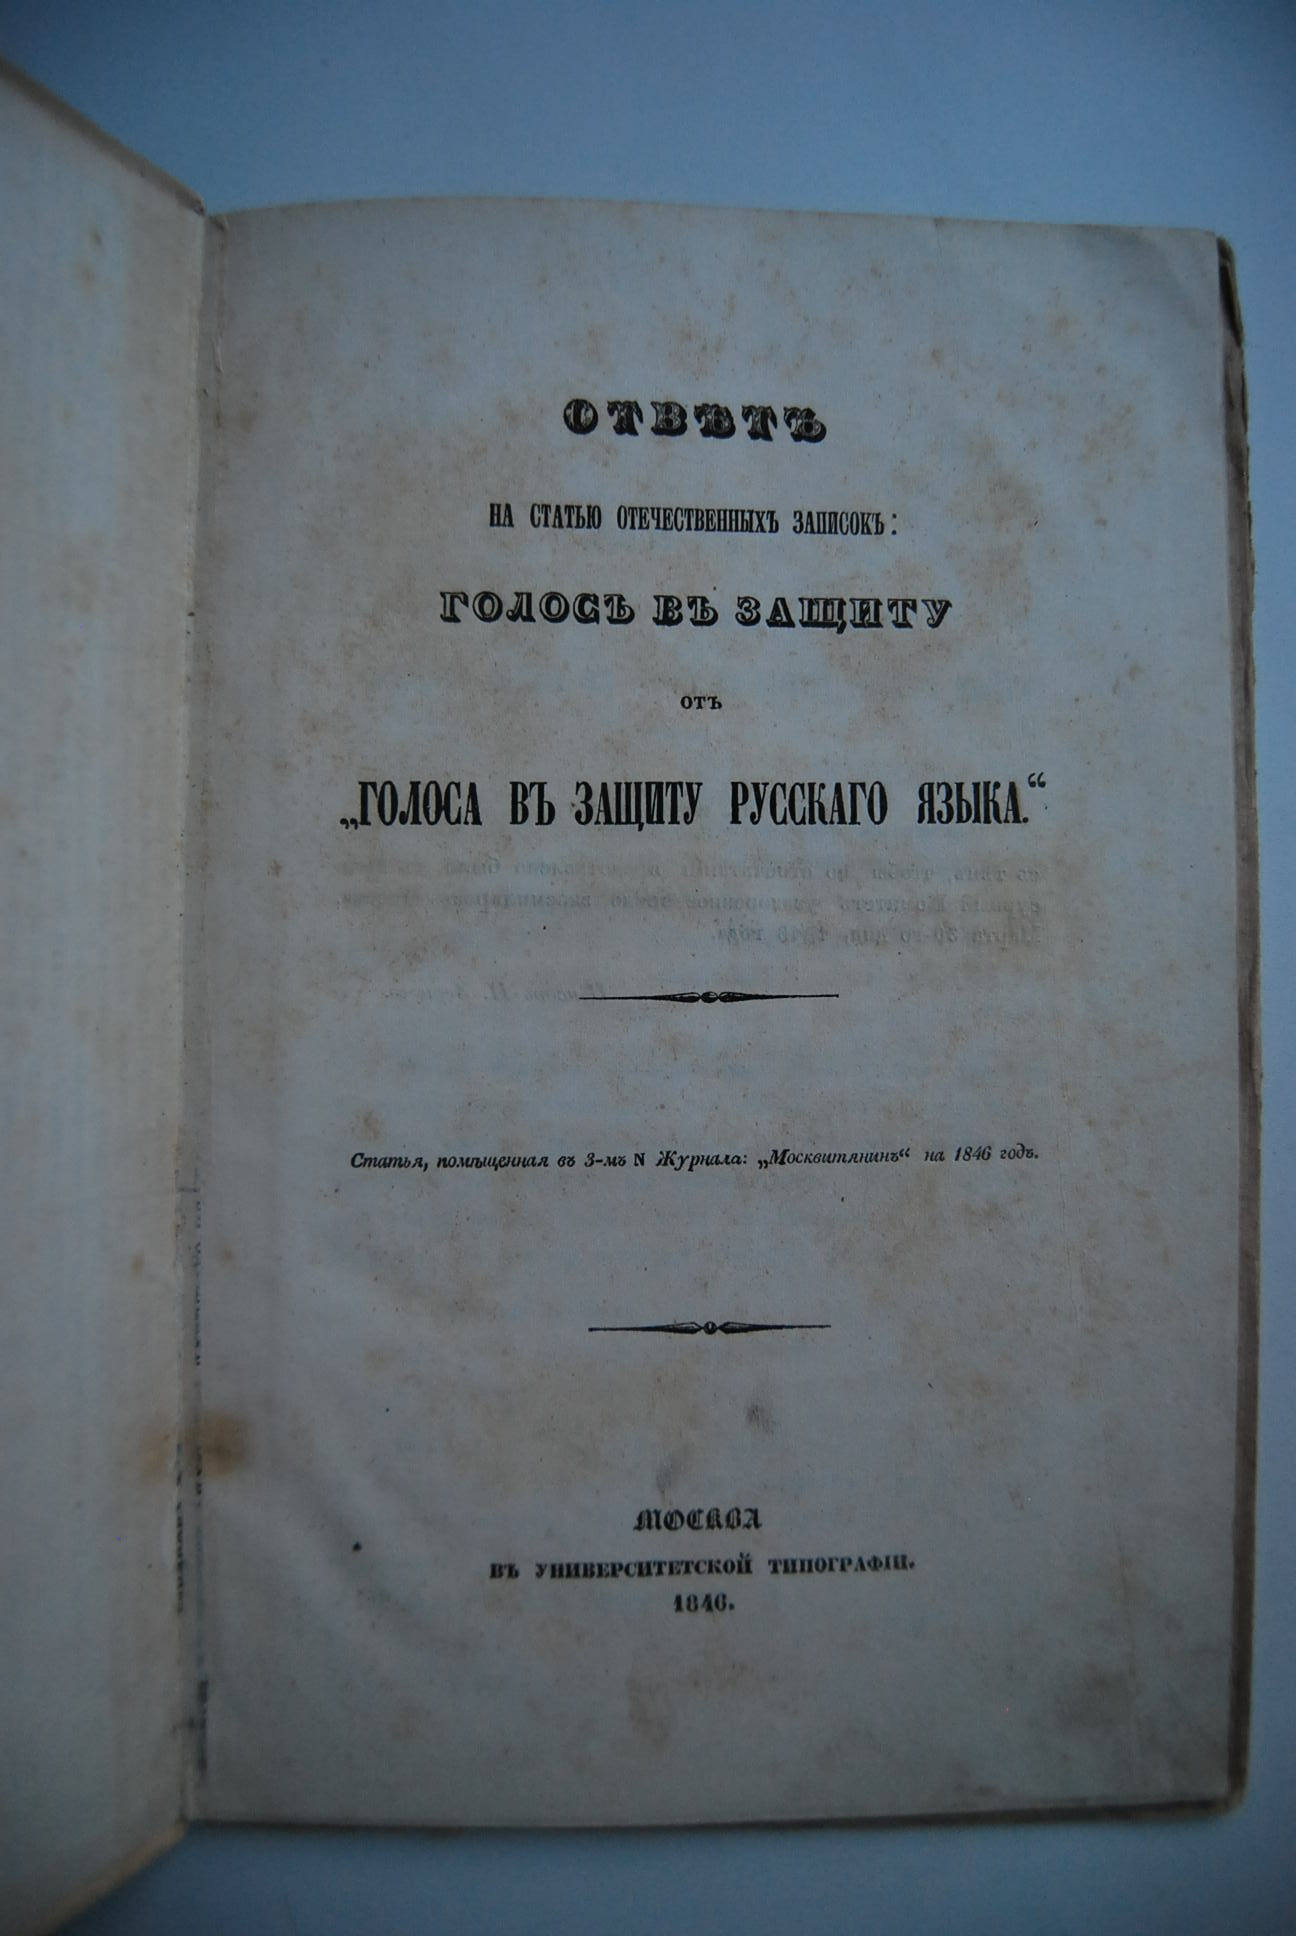 ОТВѢТЪ
НА СТАТЬЮ ОТЕЧЕСТВЕННЫХЪ ЗАПИСОКЪ:
ГОЛОСЪ ВЪ ЗАЩИТУ
отъ
„ГОЛОСА ВЪ ЗАЩИТУ РУССКАГО ЯЗЫКА.“
Статья, помѣщенная въ 3-мъ N Журнала: „Москвитянинъ“ на 1846 годъ.
МОСКВА
ВЪ УНИВЕРСИТЕТСКОЙ ТИПОГРАФІИ.
1846.